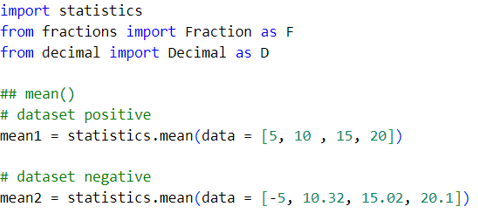 import statistics
from fractions import Fraction as F
from decimal import Decimal as D
## mean()
# dataset positive
mean1 = statistics.mean(data = [5, 10 , 15, 20])
# dataset negative
mean2 = statistics.mean(data = [-5, 10.32, 15.02, 20.1])